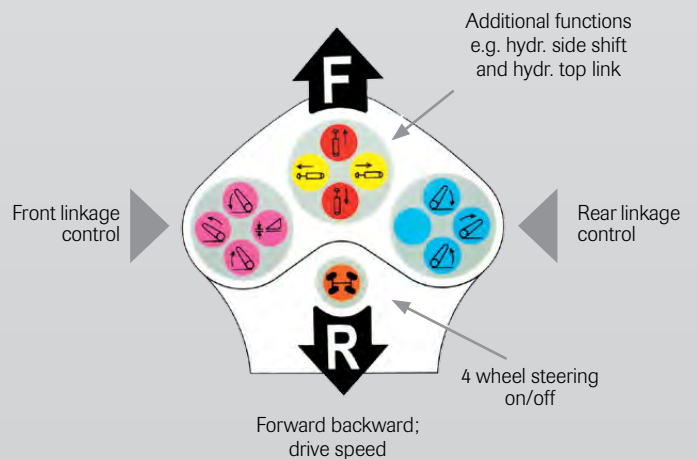 Additional functions
e.g. hydr. side shift
and hydr. top link
F
Front linkage
control
Rear linkage
control
R
4 wheel steering
on/off
Forward backward;
drive speed